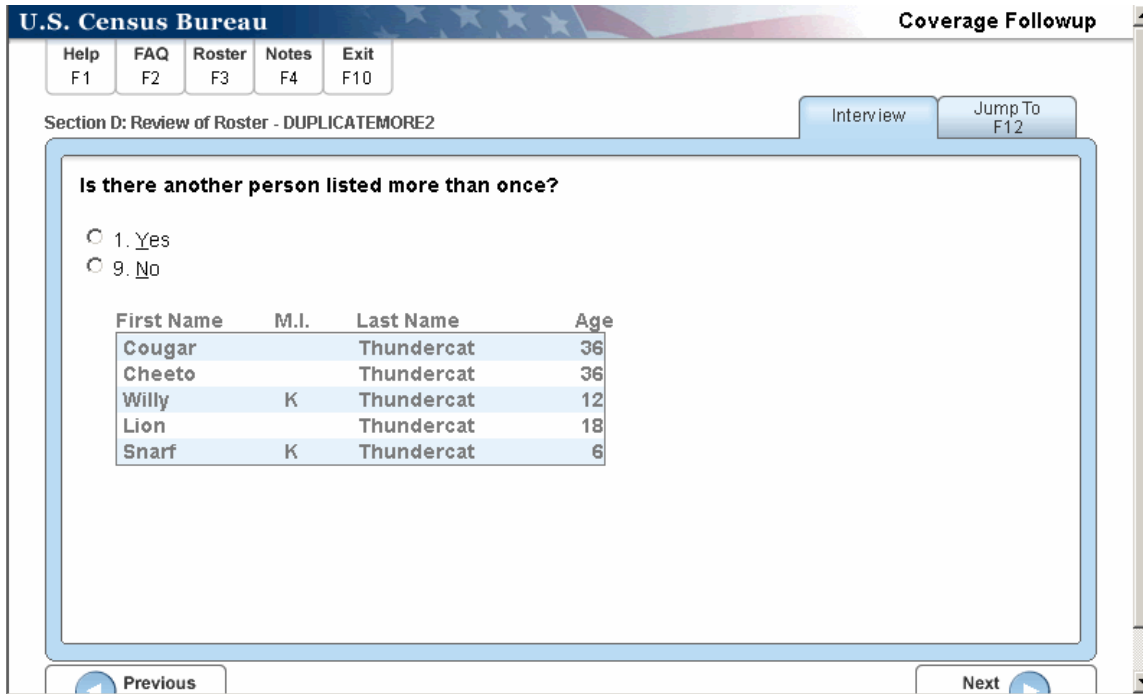 U.S. Census Bureau Coverage Followup
Help FAQ Roster Notes Exit
F1 F2 F3 F4 F10
Section D: Review of Roster - DUPLICATEMORE2
Interview
Jump To
F12
Is there another person listed more than once?
1. Yes
9. No
First Name M.I. Last Name Age
Cougar Thundercat 36
Cheeto Thundercat 36
Willy K Thundercat 12
Lion Thundercat 18
Snarf K Thundercat 6
Previous Next